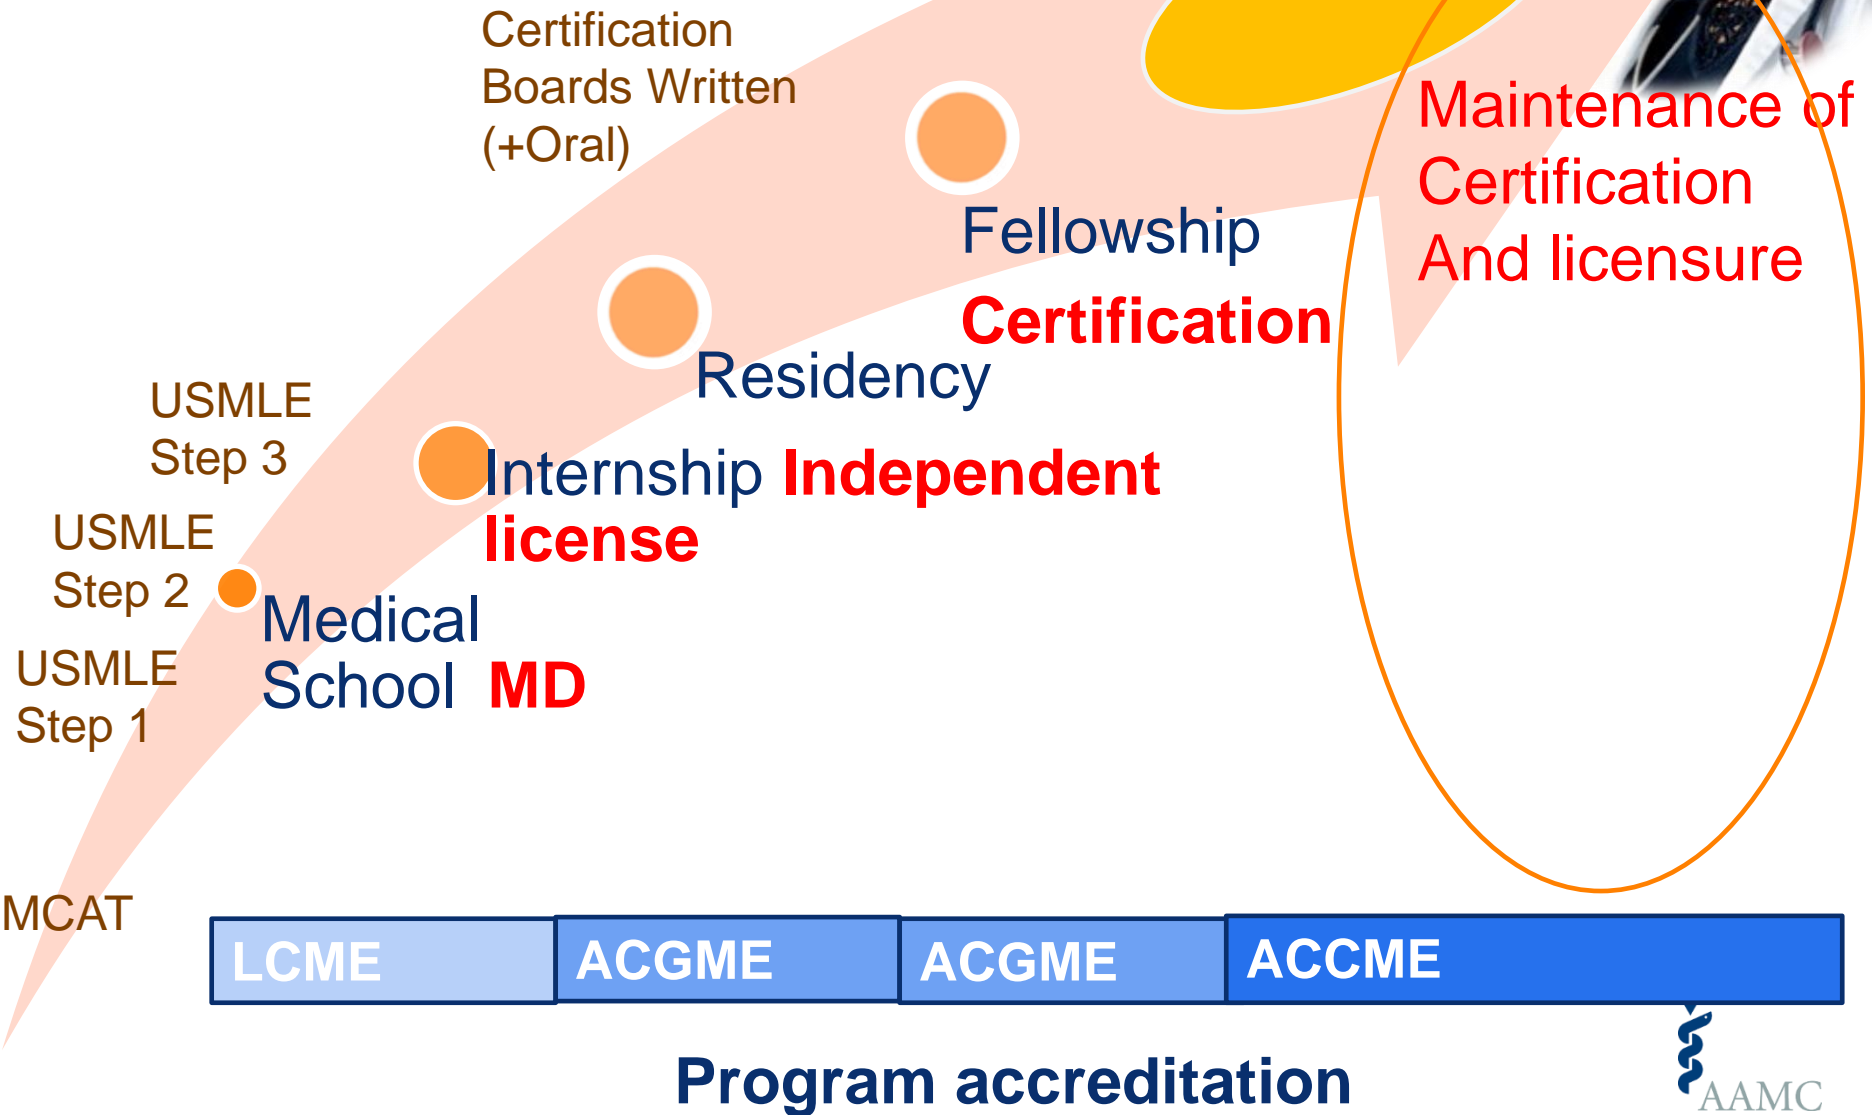 Certification
Boards Written
(+Oral)
Maintenance of
Certification
And licensure
Fellowship
Certification
Residency
USMLE
Step 3
Internship Independent
license
USMLE
Step 2
Medical
School MD
USMLE
Step 1
MCAT
LCME ACGME ACGME ACCME
Program accreditation
AAMC